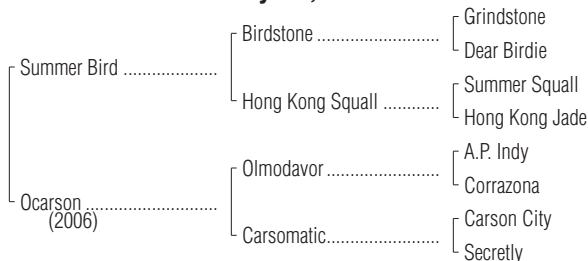 Grindstone
Birdstone ..................
Dear Birdie
Summer Bird ....................
Summer Squall
Hong Kong Squall ............
Hong Kong Jade
A.P. Indy
Olmodavor ........................
Corrazona
Ocarson ............................
(2006)
Carson City
Carsomatic........................
Secretly